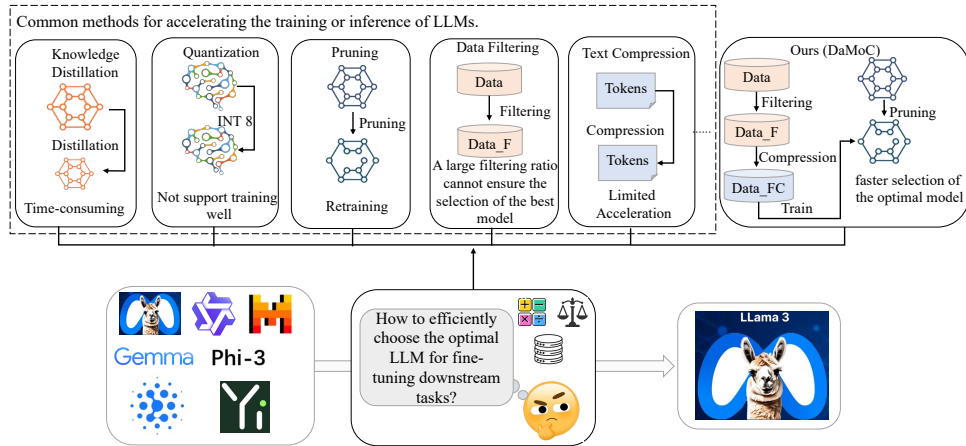 Common methods for accelerating the training or inference of LLMs.
Knowledge
Distillation
Distillation
Time-consuming
Quantization
INT 8
Not support training
well
Pruning
Pruning
Retraining
Data Filtering
Data
Filtering
Data_F
A large filtering ratio
cannot ensure the
selection of the best
model
Text Compression
Tokens
Compression
Tokens
Limited
Acceleration
Ours (DaMoC)
Data
Filtering
Data_F
Compression
Data_FC
Train
Pruning
faster selection of
the optimal model
Gemma
Phi-3
Yi
How to efficiently
choose the optimal
LLM for fine-
tuning downstream
tasks?
LLama 3